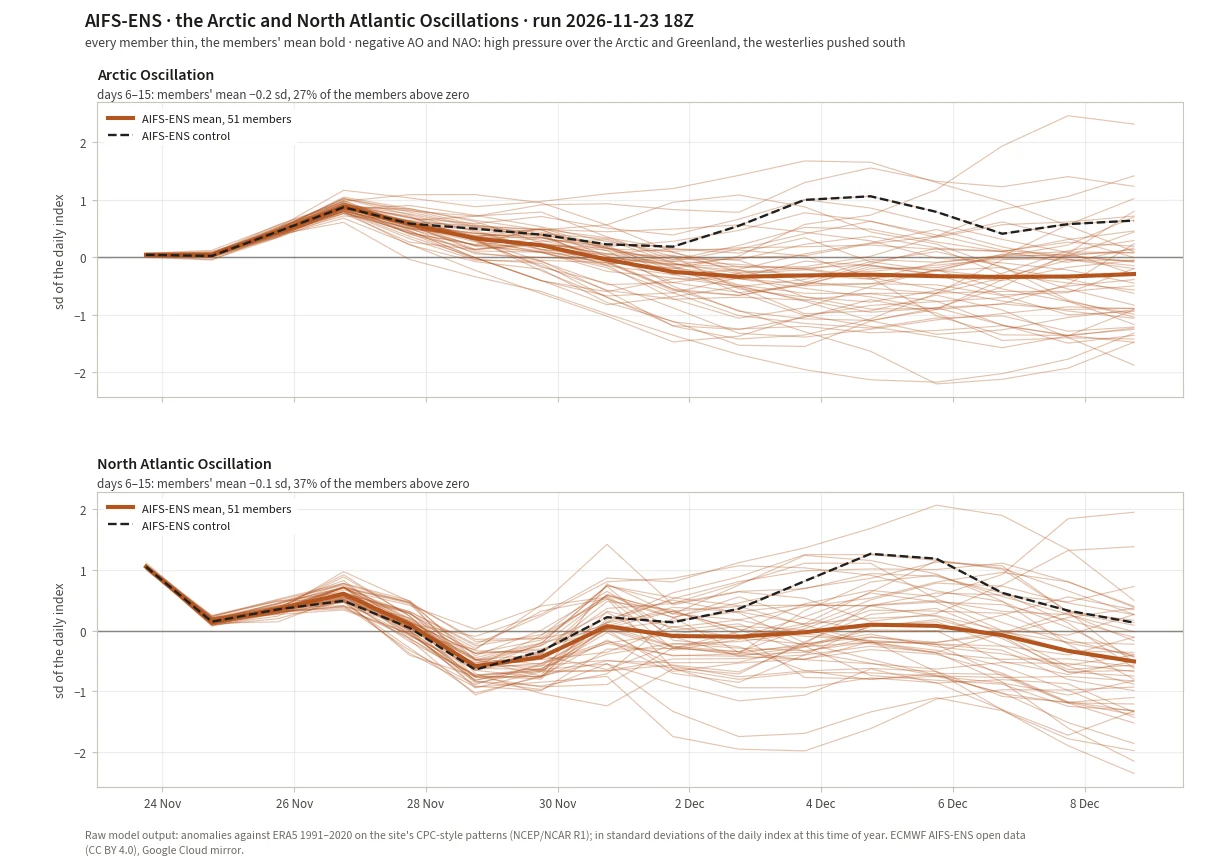 AIFS-ENS · the Arctic and North Atlantic Oscillations · run 2026-11-23 18Z
every member thin, the members' mean bold · negative AO and NAO: high pressure over the Arctic and Greenland, the westerlies pushed south
Arctic Oscillation
days 6–15: members' mean −0.2 sd, 27% of the members above zero
AIFS-ENS mean, 51 members
AIFS-ENS control
2
1
0
−1
−2
sd of the daily index
North Atlantic Oscillation
days 6–15: members' mean −0.1 sd, 37% of the members above zero
AIFS-ENS mean, 51 members
AIFS-ENS control
2
1
0
−1
−2
sd of the daily index
24 Nov
26 Nov
28 Nov
30 Nov
2 Dec
4 Dec
6 Dec
8 Dec
Raw model output: anomalies against ERA5 1991–2020 on the site's CPC-style patterns (NCEP/NCAR R1); in standard deviations of the daily index at this time of year. ECMWF AIFS-ENS open data
(CC BY 4.0), Google Cloud mirror.